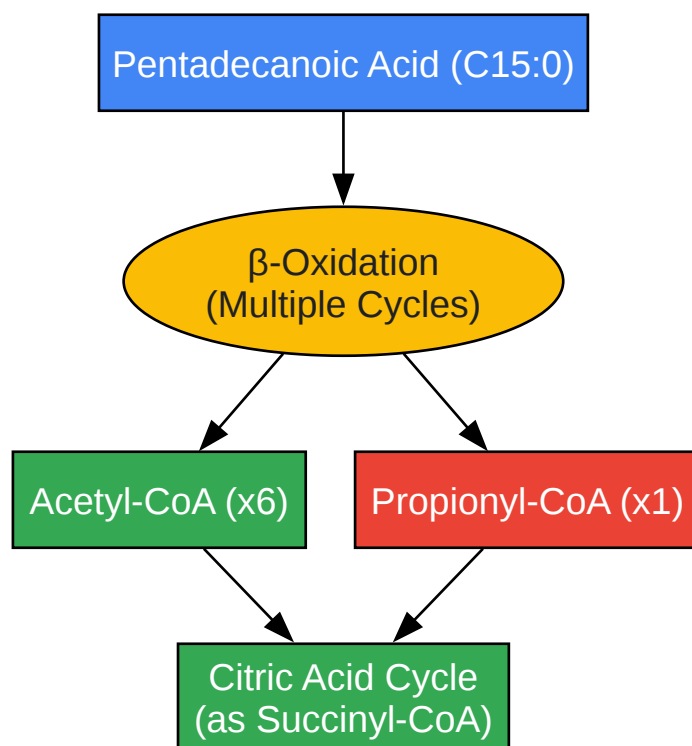 Pentadecanoic Acid (C15:0)
β-Oxidation
(Multiple Cycles)
Acetyl-CoA (x6)
Propionyl-CoA (x1)
Citric Acid Cycle
(as Succinyl-CoA)